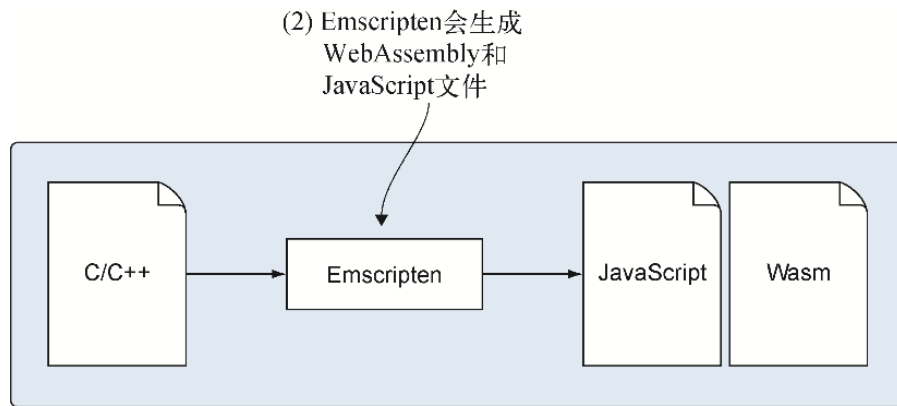 (2) Emscripten会生成
WebAssembly和
JavaScript文件
C/C++
Emscripten
JavaScript
Wasm